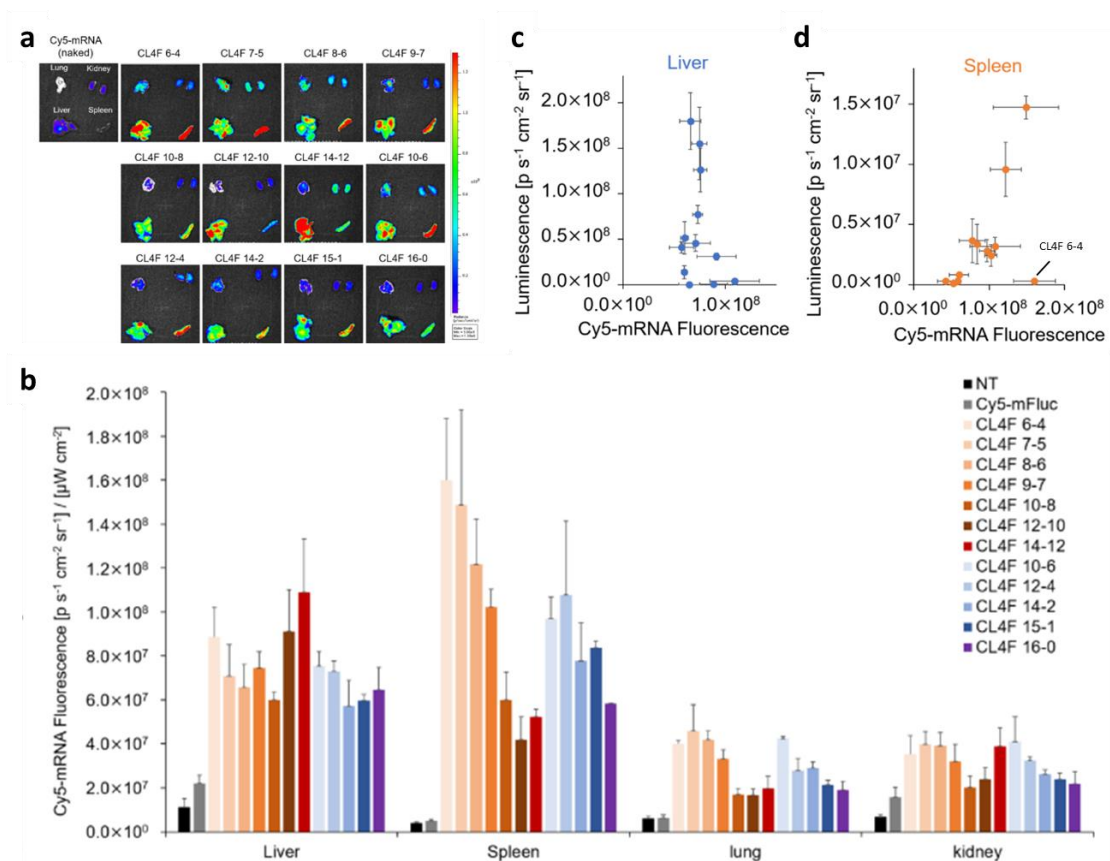 a
Cy5-mRNA
(naked)
Lung
Kidney
Liver
Spleen
CL4F 6-4
CL4F 7-5
CL4F 8-6
CL4F 9-7
CL4F 10-8
CL4F 12-10
CL4F 14-12
CL4F 10-6
CL4F 12-4
CL4F 14-2
CL4F 15-1
CL4F 16-0
c
Liver
Luminescence [p s⁻¹ cm⁻² sr⁻¹]
2.0×10⁸
1.5×10⁸
1.0×10⁸
5.0×10⁷
0.0×10⁰
0.0×10⁰
1.0×10⁸
Cy5-mRNA Fluorescence
d
Spleen
Luminescence [p s⁻¹ cm⁻² sr⁻¹]
1.5×10⁷
1.0×10⁷
5.0×10⁶
0.0×10⁰
CL4F 6-4
0.0×10⁰
1.0×10⁸
2.0×10⁸
Cy5-mRNA Fluorescence
b
Cy5-mRNA Fluorescence [p s⁻¹ cm⁻² sr⁻¹] / [μW cm⁻²]
2.0×10⁸
1.8×10⁸
1.6×10⁸
1.4×10⁸
1.2×10⁸
1.0×10⁸
8.0×10⁷
6.0×10⁷
4.0×10⁷
2.0×10⁷
0.0×10⁰
Liver
Spleen
lung
kidney
NT
Cy5-mFluc
CL4F 6-4
CL4F 7-5
CL4F 8-6
CL4F 9-7
CL4F 10-8
CL4F 12-10
CL4F 14-12
CL4F 10-6
CL4F 12-4
CL4F 14-2
CL4F 15-1
CL4F 16-0